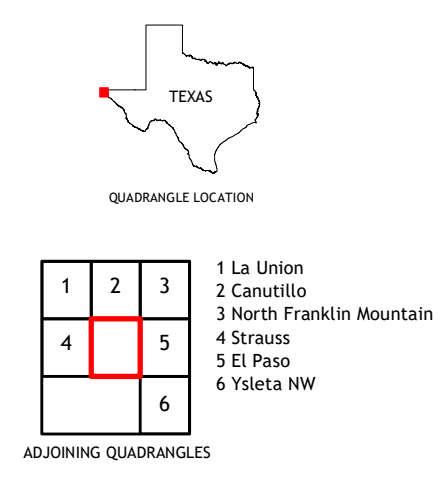 TEXAS
QUADRANGLE LOCATION
1 2 3
4 5
6
1 La Union
2 Canutillo
3 North Franklin Mountain
4 Strauss
5 El Paso
6 Ysleta NW
ADJOINING QUADRANGLES